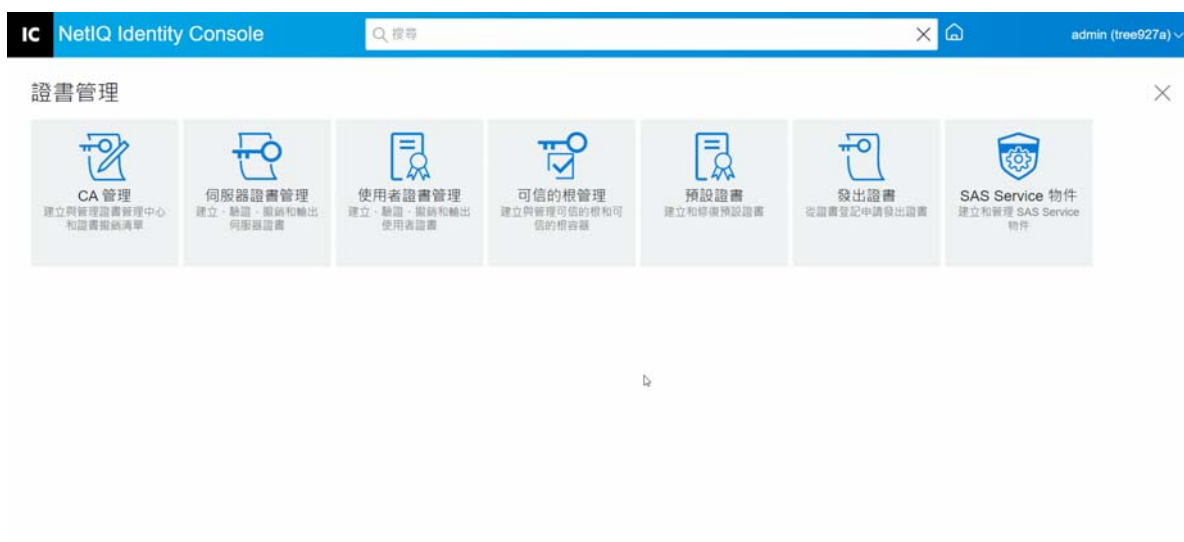 IC NetIQ Identity Console
搜尋
admin (tree927a)
證書管理
CA 管理
建立與管理證書管理中心
和證書撤銷清單
伺服器證書管理
建立、驗證、撤銷和輸出
伺服器證書
使用者證書管理
建立、驗證、撤銷和輸出
使用者證書
可信的根管理
建立與管理可信的根和可
信的根容器
預設證書
建立和修復預設證書
發出證書
從證書登記申請發出證書
SAS Service 物件
建立和管理 SAS Service
物件